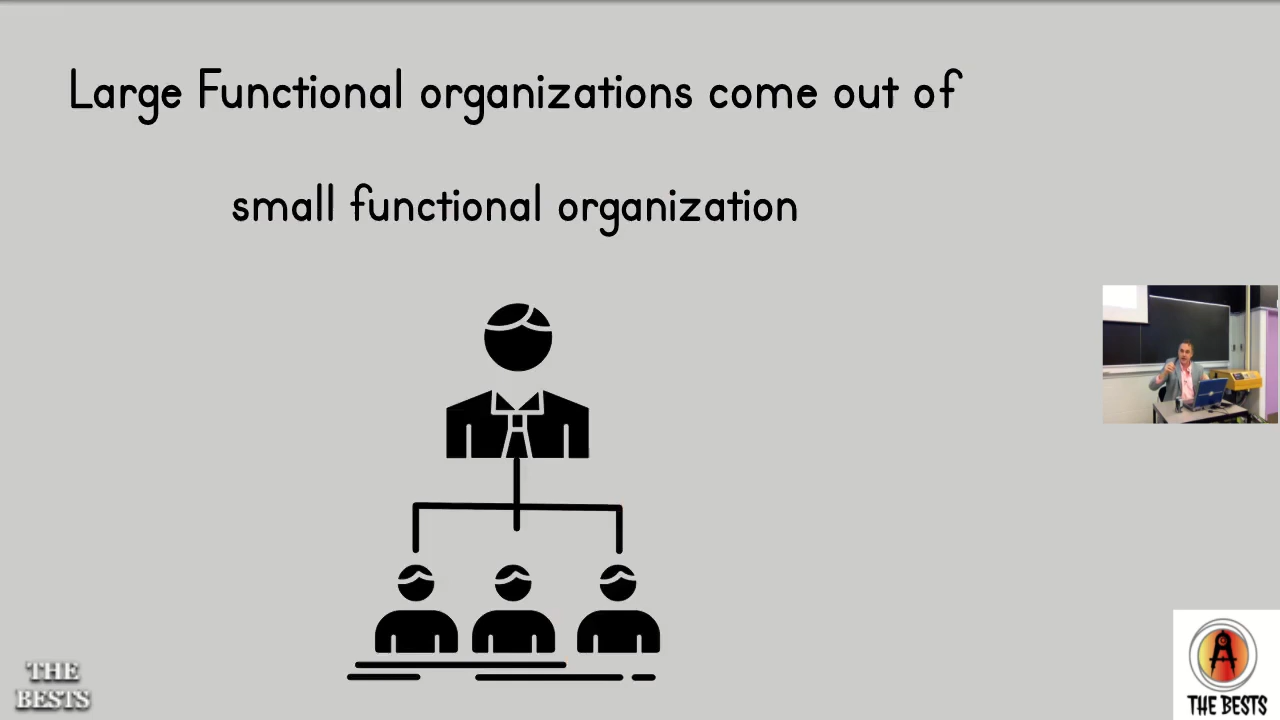 Large Functional organizations come out of
small functional organization
THE
BESTS
THE BESTS